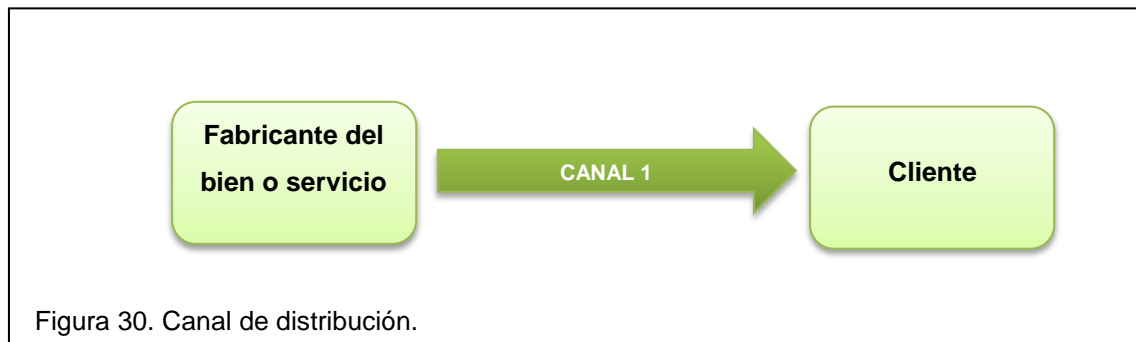 Fabricante del
bien o servicio
CANAL 1
Cliente
Figura 30. Canal de distribución.